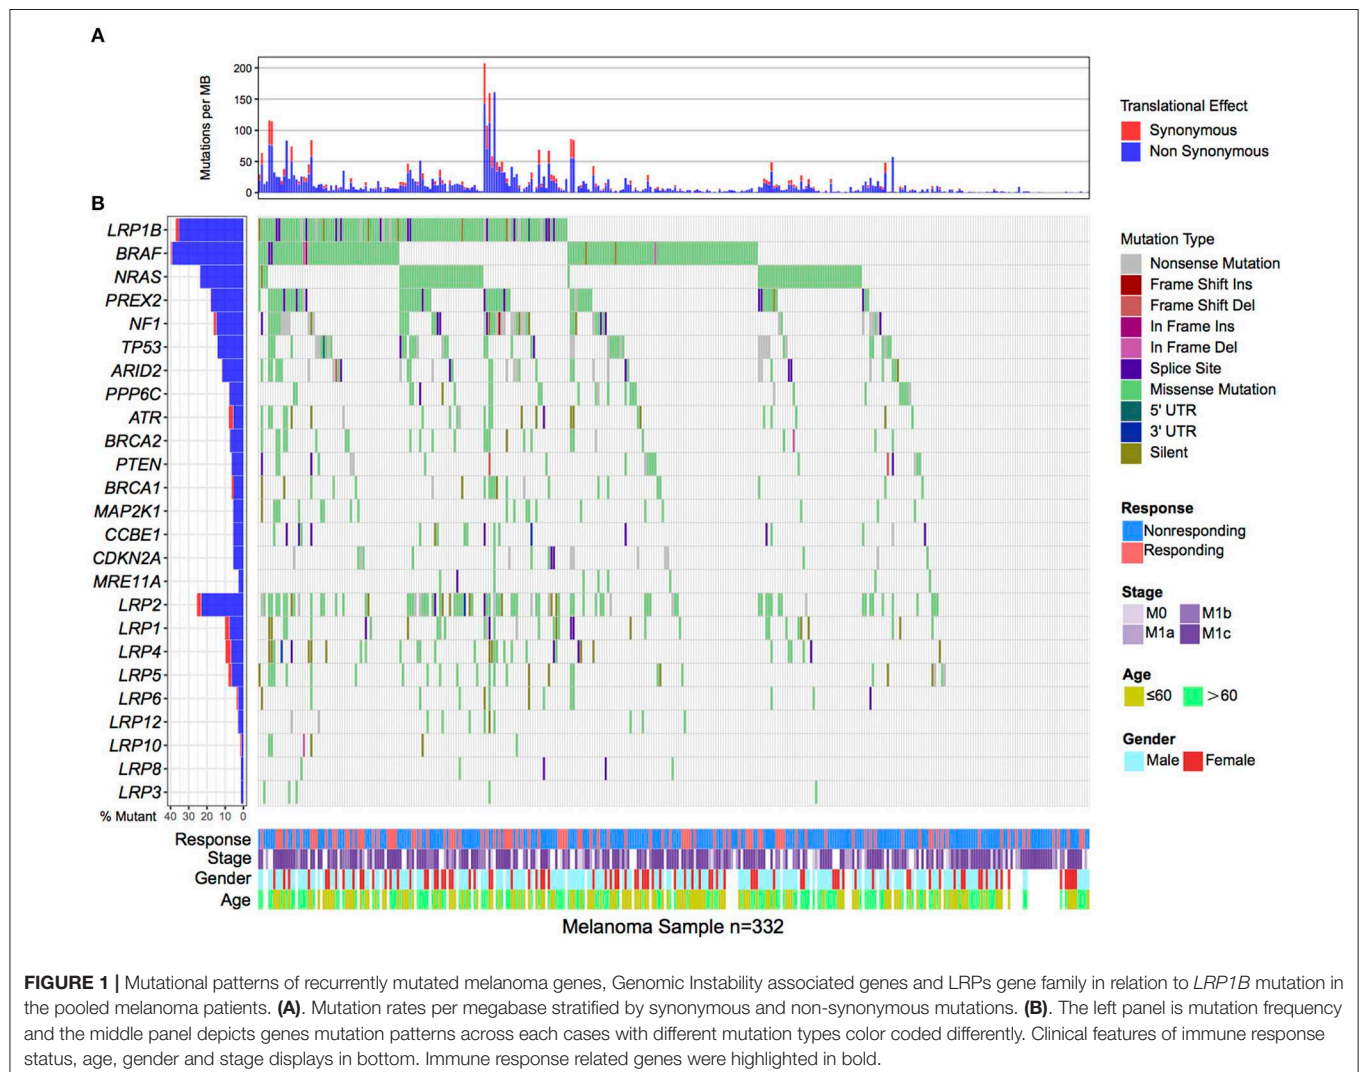 A
Mutations per MB
200
150
100
50
0
Translational Effect
Synonymous
Non Synonymous
B
LRP1B
BRAF
NRAS
PREX2
NF1
TP53
ARID2
PPP6C
ATR
BRCA2
PTEN
BRCA1
MAP2K1
CCBE1
CDKN2A
MRE11A
LRP2
LRP1
LRP4
LRP5
LRP6
LRP12
LRP10
LRP8
LRP3
% Mutant 40 30 20 10 0
Mutation Type
Nonsense Mutation
Frame Shift Ins
Frame Shift Del
In Frame Ins
In Frame Del
Splice Site
Missense Mutation
5' UTR
3' UTR
Silent
Response
Nonresponding
Responding
Stage
M0 M1b
M1a M1c
Age
≤60 >60
Gender
Male Female
Response
Stage
Gender
Age
Melanoma Sample n=332
FIGURE 1 | Mutational patterns of recurrently mutated melanoma genes, Genomic Instability associated genes and LRPs gene family in relation to LRP1B mutation in
the pooled melanoma patients. (A). Mutation rates per megabase stratified by synonymous and non-synonymous mutations. (B). The left panel is mutation frequency
and the middle panel depicts genes mutation patterns across each cases with different mutation types color coded differently. Clinical features of immune response
status, age, gender and stage displays in bottom. Immune response related genes were highlighted in bold.